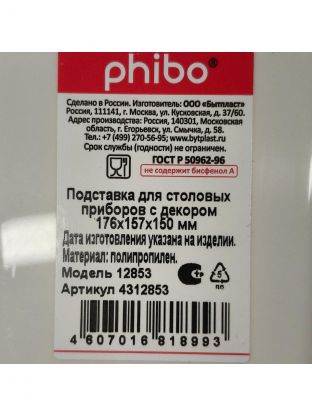 phibo®
Сделано в России. Изготовитель: ООО «Бытпласт»
Россия, 111141, г. Москва, ул. Кусковская, д. 37/60.
Адрес производства: Россия, 140301, Московская
область, г. Егорьевск, ул. Смычка, д. 58.
Тел.: +7 (499) 270-56-95; www.bytplast.ru
Срок службы (годности) не ограничен.
ГОСТ Р 50962-96
не содержит бисфенол А
Подставка для столовых
приборов с декором
176х157х150 мм
Дата изготовления указана на изделии.
Материал: полипропилен.
Модель 12853
Артикул 4312853
5
PP
4 607016 818993